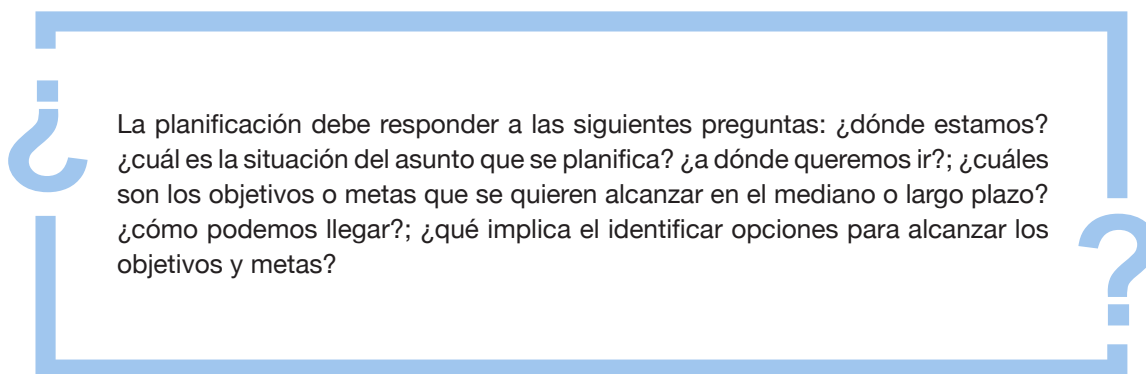 ¿
La planificación debe responder a las siguientes preguntas: ¿dónde estamos?
¿cuál es la situación del asunto que se planifica? ¿a dónde queremos ir?; ¿cuáles
son los objetivos o metas que se quieren alcanzar en el mediano o largo plazo?
¿cómo podemos llegar?; ¿qué implica el identificar opciones para alcanzar los
objetivos y metas?
?